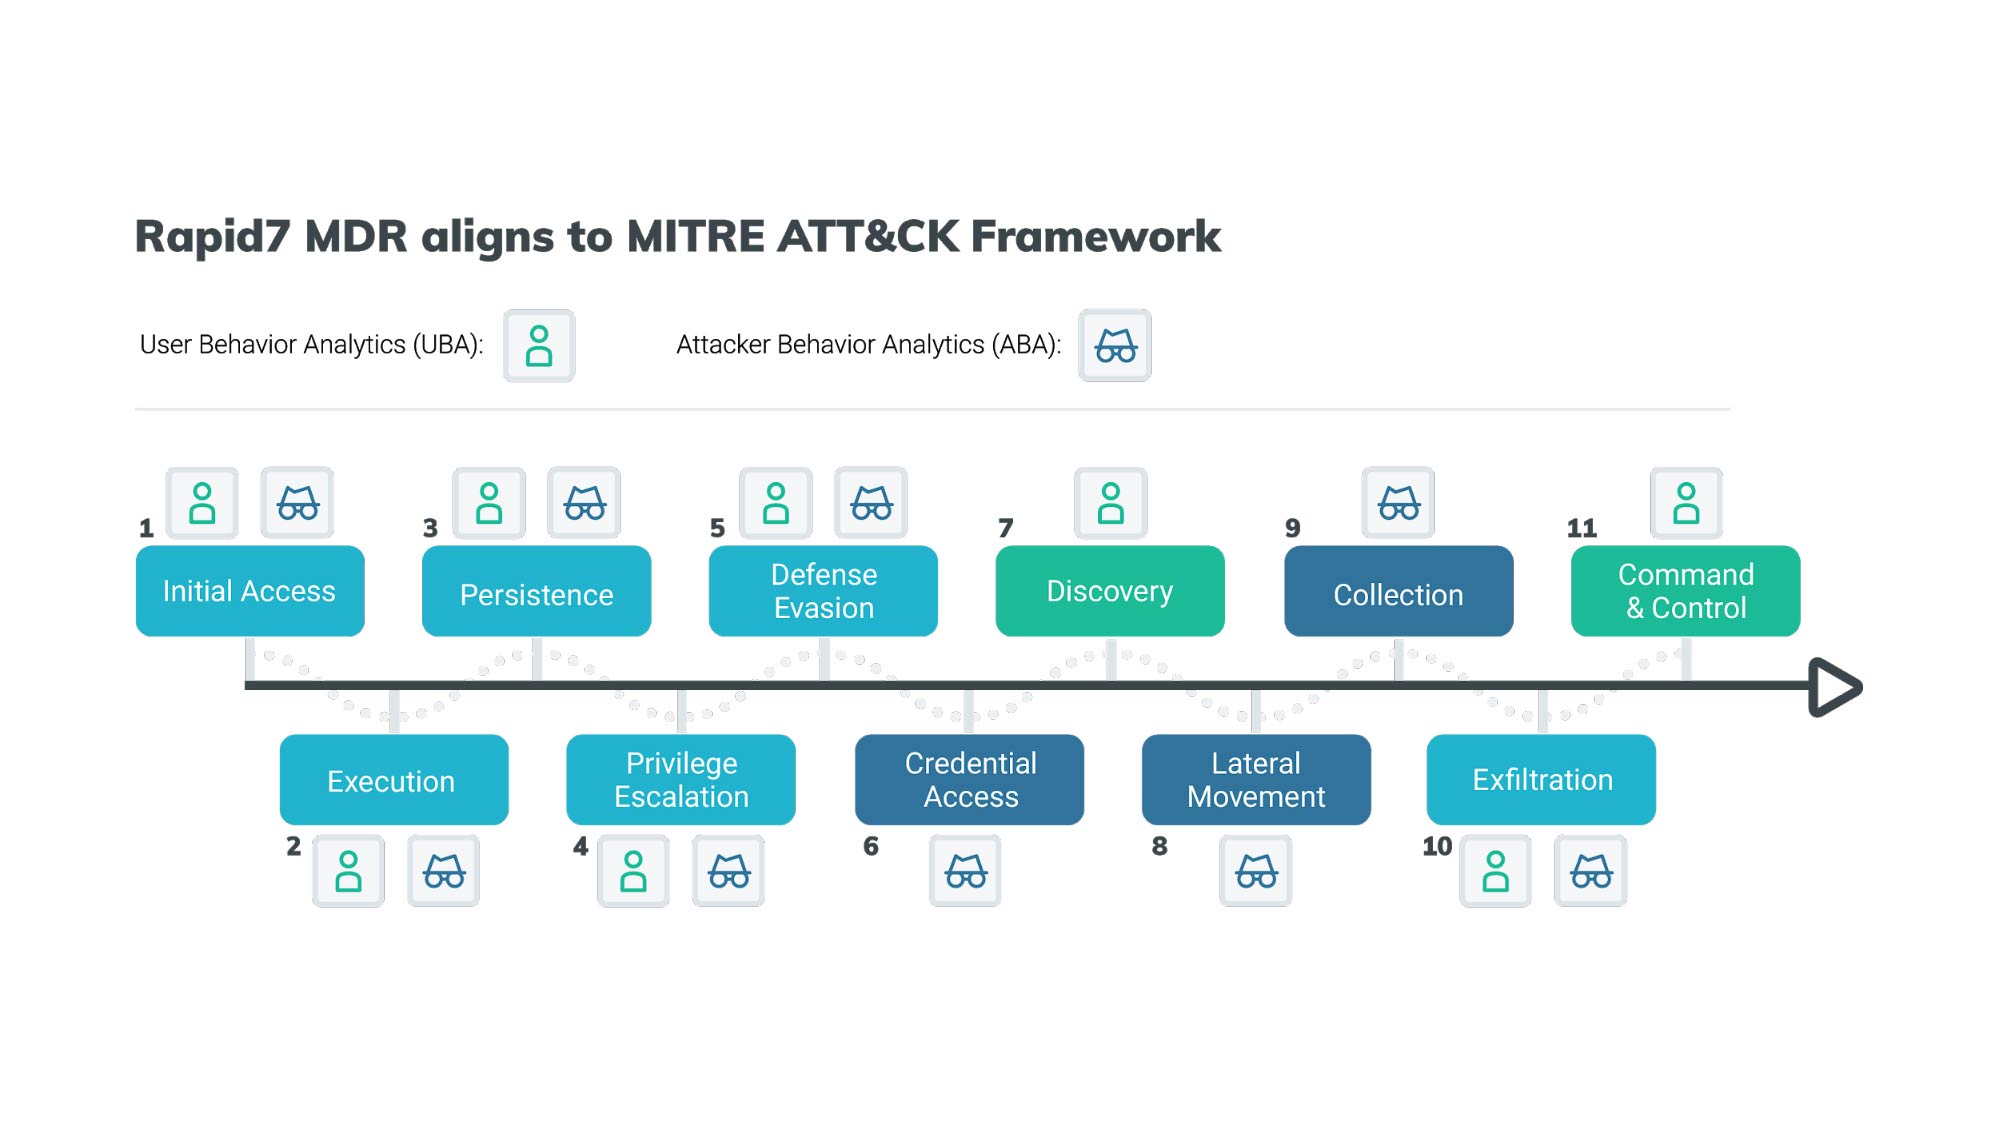 Rapid7 MDR aligns to MITRE ATT&CK Framework
User Behavior Analytics (UBA):
Attacker Behavior Analytics (ABA):
1
Initial Access
2
Execution
3
Persistence
4
Privilege
Escalation
5
Defense
Evasion
6
Credential
Access
7
Discovery
8
Lateral
Movement
9
Collection
10
Exfiltration
11
Command
& Control